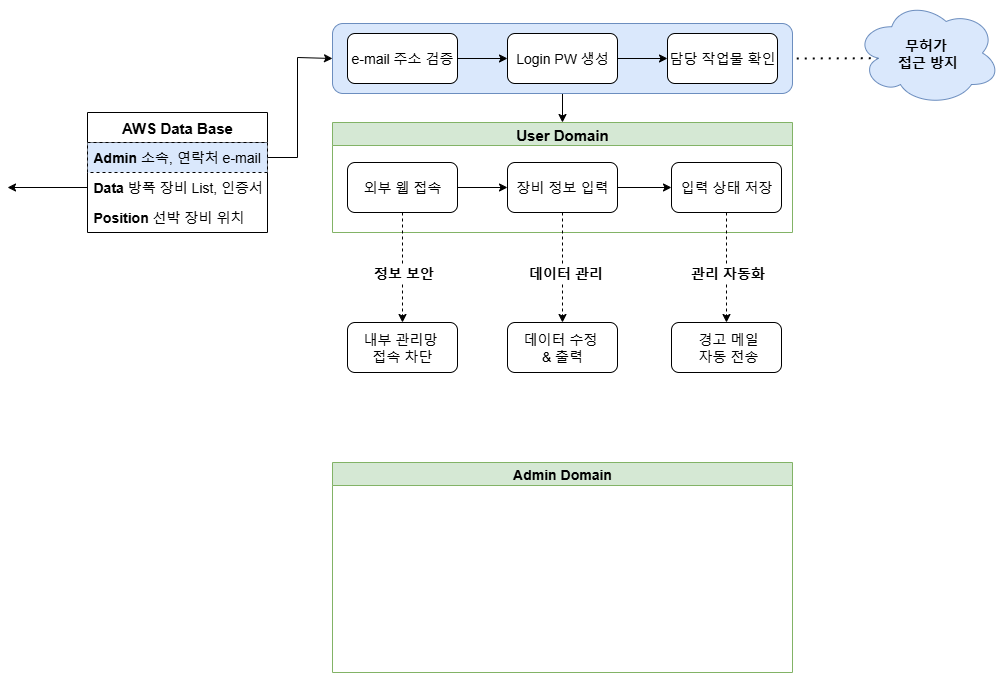 e-mail 주소 검증
Login PW 생성
담당 작업물 확인
무허가
접근 방지
AWS Data Base
Admin 소속, 연락처 e-mail
Data 방폭 장비 List, 인증서
Position 선박 장비 위치
User Domain
외부 웹 접속
장비 정보 입력
입력 상태 저장
정보 보안
데이터 관리
관리 자동화
내부 관리망
접속 차단
데이터 수정
& 출력
경고 메일
자동 전송
Admin Domain